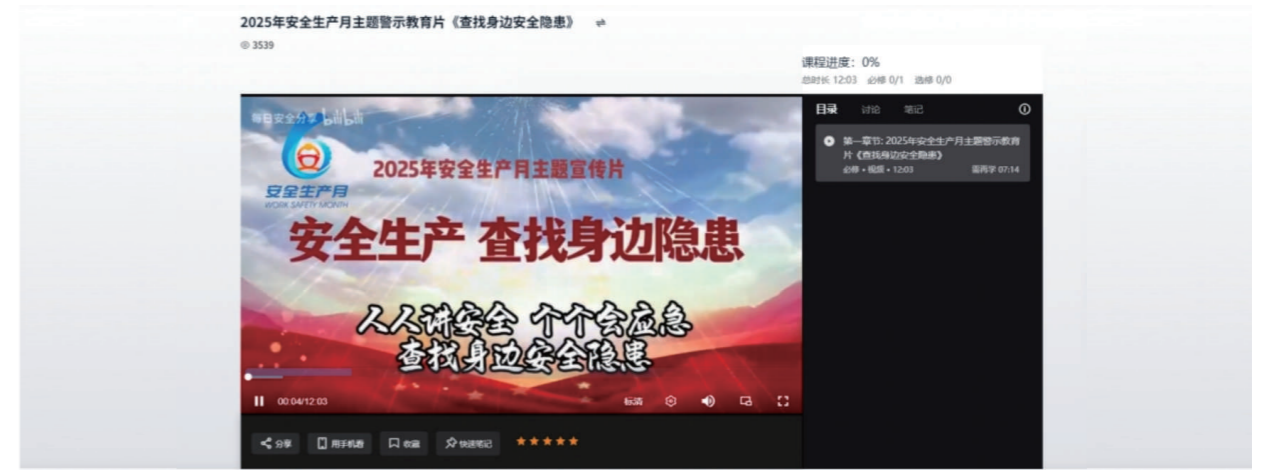 2025年安全生产月主题警示教育片《查找身边安全隐患》
3539
课程进度：0%
总时长 12:03 必修 0/1 选修 0/0
每日安全分享 bilibili
安全生产月
WORK SAFETY MONTH
2025年安全生产月主题宣传片
安全生产 查找身边隐患
人人讲安全 个个会应急
查找身边安全隐患
00:04/12:03
标清
分享 用手机看 收藏 快速笔记
目录 讨论 笔记
第一章节: 2025年安全生产月主题警示教育
片《查找身边安全隐患》
必修 • 视频 • 12:03 需再学 07:14